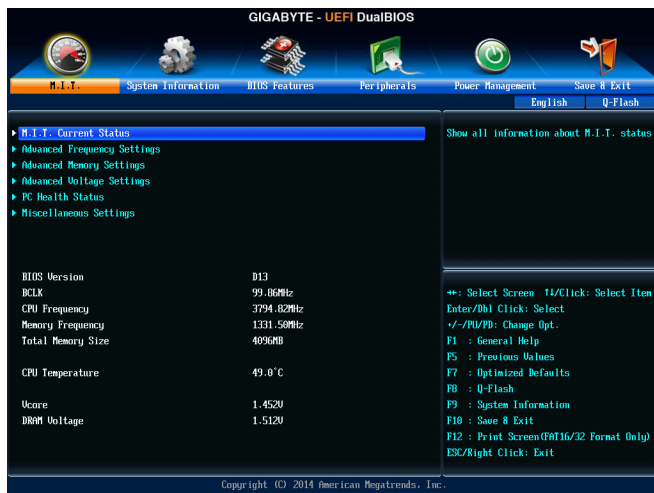 GIGABYTE - UEFI DualBIOS
M.I.T. System Information BIOS Features Peripherals Power Management Save & Exit
English Q-Flash
M.I.T. Current Status
Advanced Frequency Settings
Advanced Memory Settings
Advanced Voltage Settings
PC Health Status
Miscellaneous Settings
Show all information about M.I.T. status
BIOS Version D13
BCLK 99.86MHz
CPU Frequency 3794.82MHz
Memory Frequency 1331.50MHz
Total Memory Size 4096MB
CPU Temperature 49.0°C
Vcore 1.452V
DRAM Voltage 1.512V
→←: Select Screen ↑↓/Click: Select Item
Enter/Dbl Click: Select
+/-/PU/PD: Change Opt.
F1 : General Help
F5 : Previous Values
F7 : Optimized Defaults
F8 : Q-Flash
F9 : System Information
F10 : Save & Exit
F12 : Print Screen(FAT16/32 Format Only)
ESC/Right Click: Exit
Copyright (C) 2014 American Megatrends, Inc.